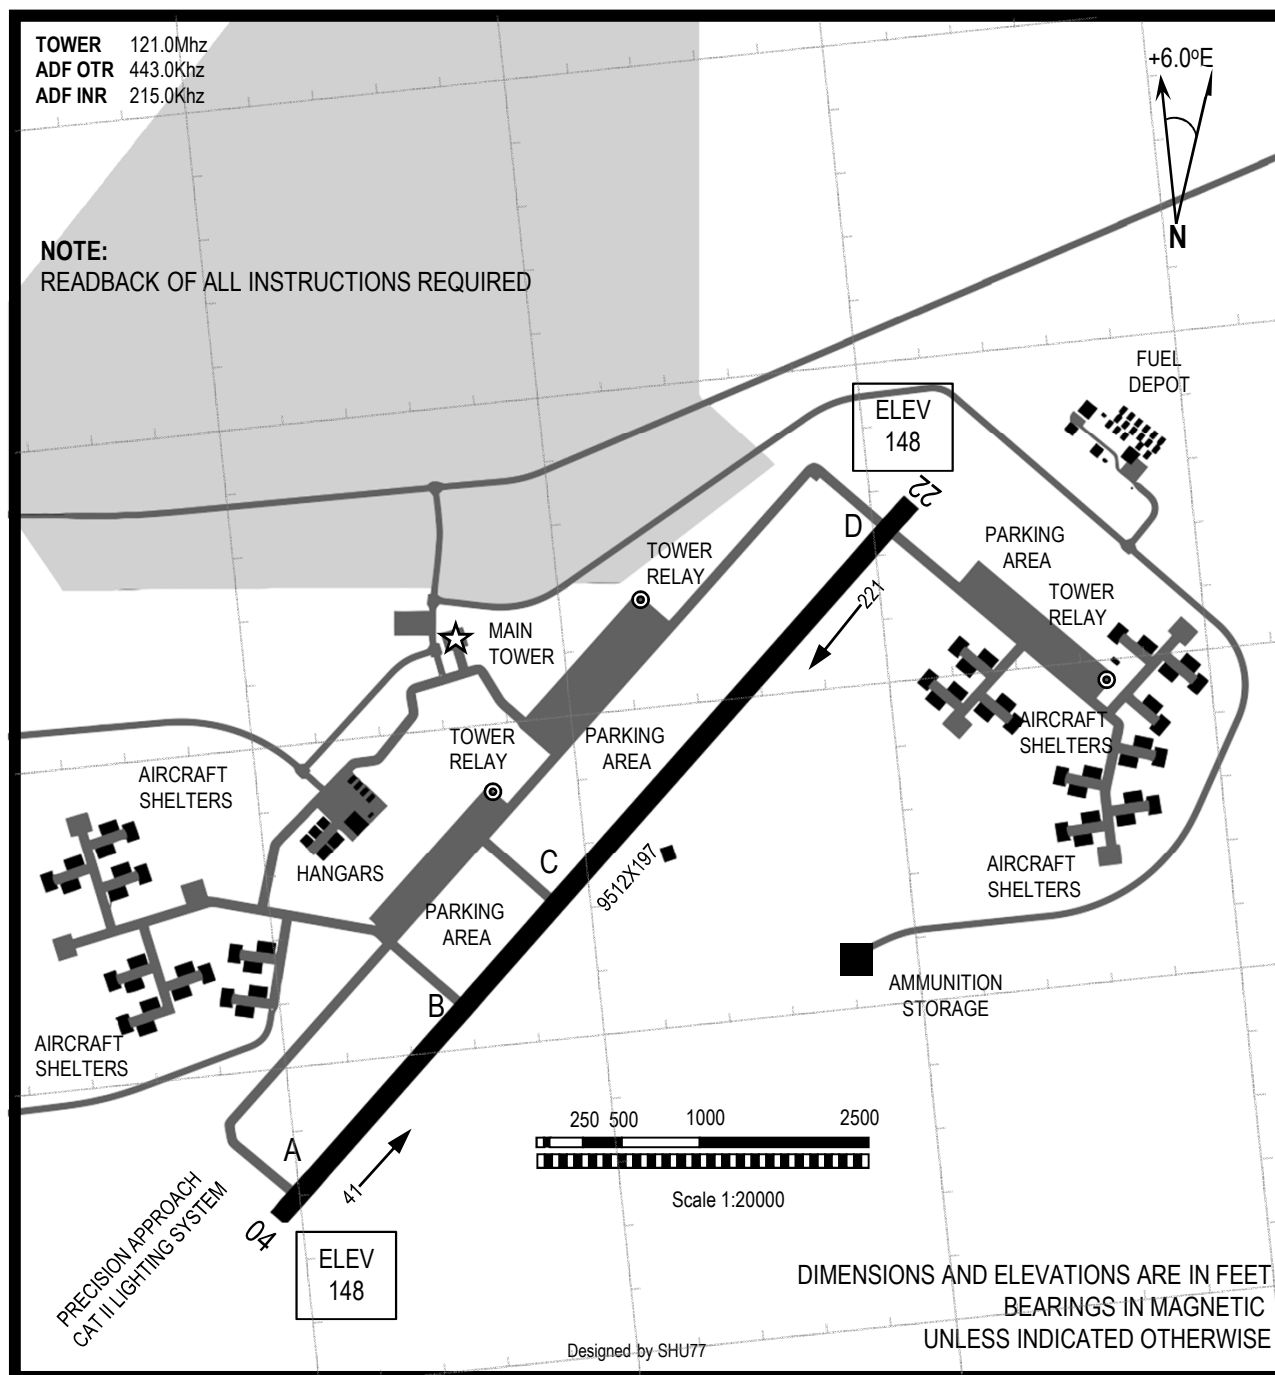 TOWER 121.0Mhz
ADF OTR 443.0Khz
ADF INR 215.0Khz
+6.0ºE
N
NOTE:
READBACK OF ALL INSTRUCTIONS REQUIRED
FUEL
DEPOT
ELEV
148
22
D
PARKING
AREA
TOWER
RELAY
TOWER
RELAY
221
MAIN
TOWER
AIRCRAFT
SHELTERS
TOWER
RELAY
PARKING
AREA
AIRCRAFT
SHELTERS
C
9512X197
HANGARS
AIRCRAFT
SHELTERS
PARKING
AREA
B
AMMUNITION
STORAGE
AIRCRAFT
SHELTERS
250 500 1000 2500
Scale 1:20000
A
41
04
PRECISION APPROACH
CAT II LIGHTING SYSTEM
ELEV
148
DIMENSIONS AND ELEVATIONS ARE IN FEET
BEARINGS IN MAGNETIC
UNLESS INDICATED OTHERWISE
Designed by SHU77